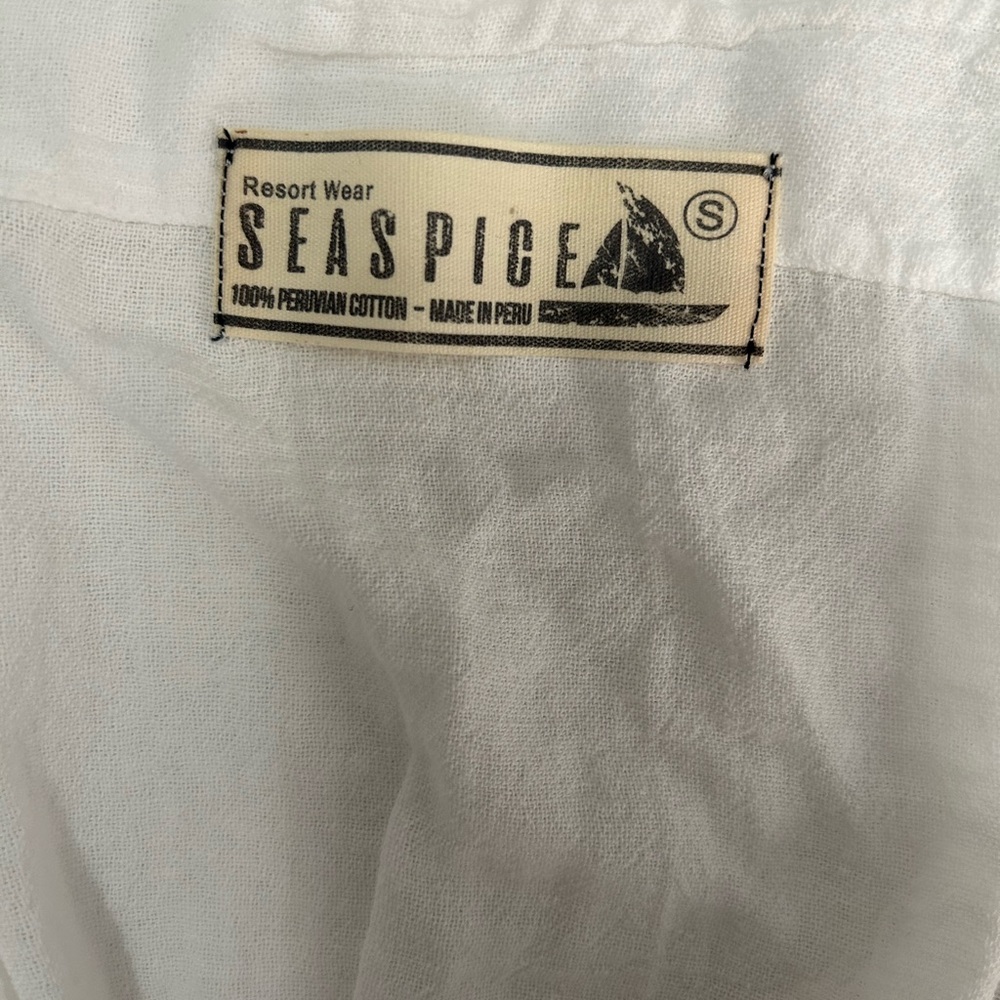 Resort Wear
SEASPICE
S
100% PERUVIAN COTTON - MADE IN PERU